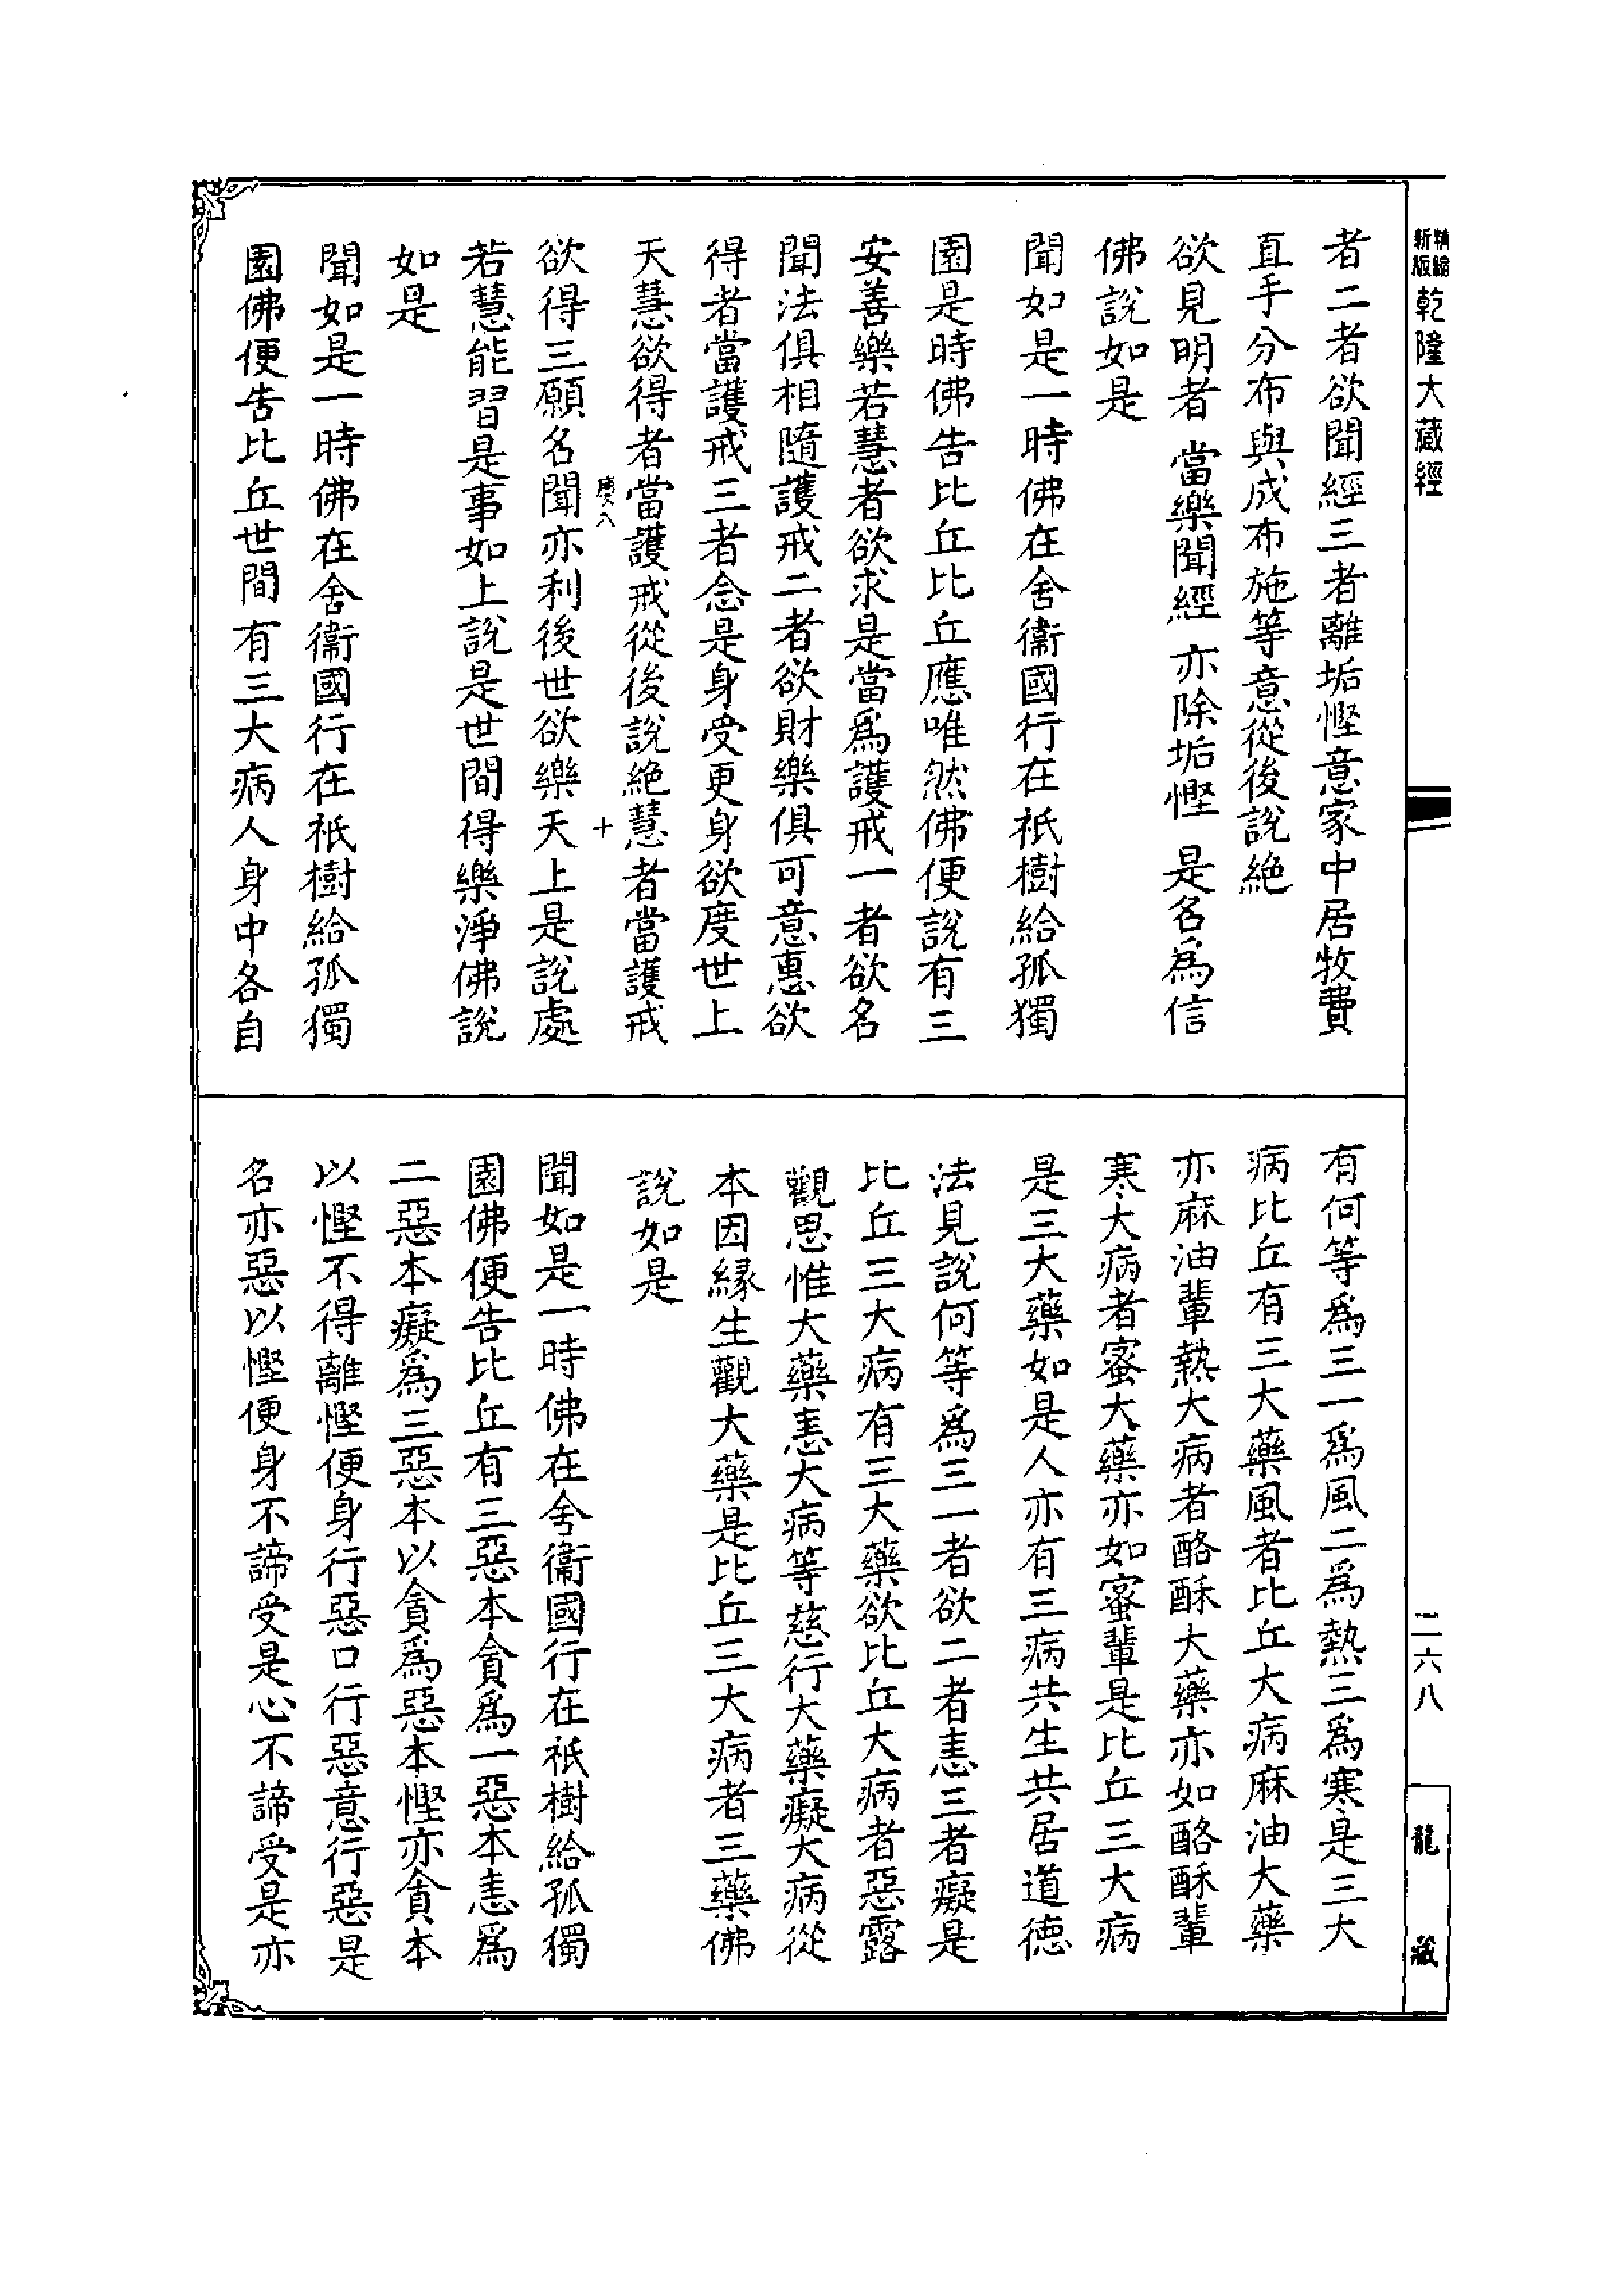 精縮
新版
乾隆大藏經
者二者欲聞經三者離垢慳意家中居牧費
直手分布與成布施等意從後說絶
欲見明者 當樂聞經 亦除垢慳 是名為信
佛說如是
聞如是一時佛在舍衞國行在祇樹給孤獨
園是時佛告比丘比丘應唯然佛便說有三
安善樂若慧者欲求是當爲護戒一者欲名
聞法俱相隨護戒二者欲財樂俱可意惠欲
得者當護戒三者念是身受更身欲度世上
天慧欲得者當護戒從後說絶慧者當護戒
欲得三願名聞亦利後世欲樂天上是說處
若慧能習是事如上說是世間得樂淨佛說
如是
聞如是一時佛在舍衞國行在祇樹給孤獨
園佛便告比丘世間有三大病人身中各自
有何等爲三一爲風二爲熱三爲寒是三大
病比丘有三大藥風者比丘大病麻油大藥
亦麻油輩熱大病者酪酥大藥亦如酪酥輩
寒大病者蜜大藥亦如蜜輩是比丘三大病
是三大藥如是人亦有三病共生共居道德
法見說何等爲三一者欲二者恚三者癡是
比丘三大病有三大藥欲比丘大病者惡露
觀思惟大藥恚大病等慈行大藥癡大病從
本因緣生觀大藥是比丘三大病者三藥佛
說如是
聞如是一時佛在舍衞國行在祇樹給孤獨
園佛便告比丘有三惡本貪爲一惡本恚爲
二惡本癡爲三惡本以貪爲惡本慳亦貪本
以慳不得離慳便身行惡口行惡意行惡是
名亦惡以慳便身不諦受是心不諦受是亦
二六八
龍藏